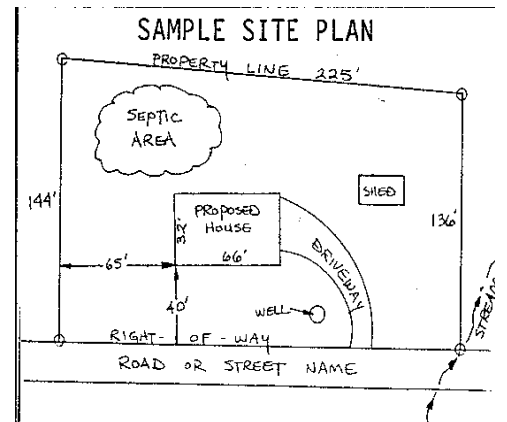 SAMPLE SITE PLAN
PROPERTY LINE 225'
SEPTIC
AREA
SHED
144'
PROPOSED
HOUSE
32'
66'
136'
65'
DRIVEWAY
40'
WELL
STREAM
RIGHT-OF-WAY
ROAD OR STREET NAME